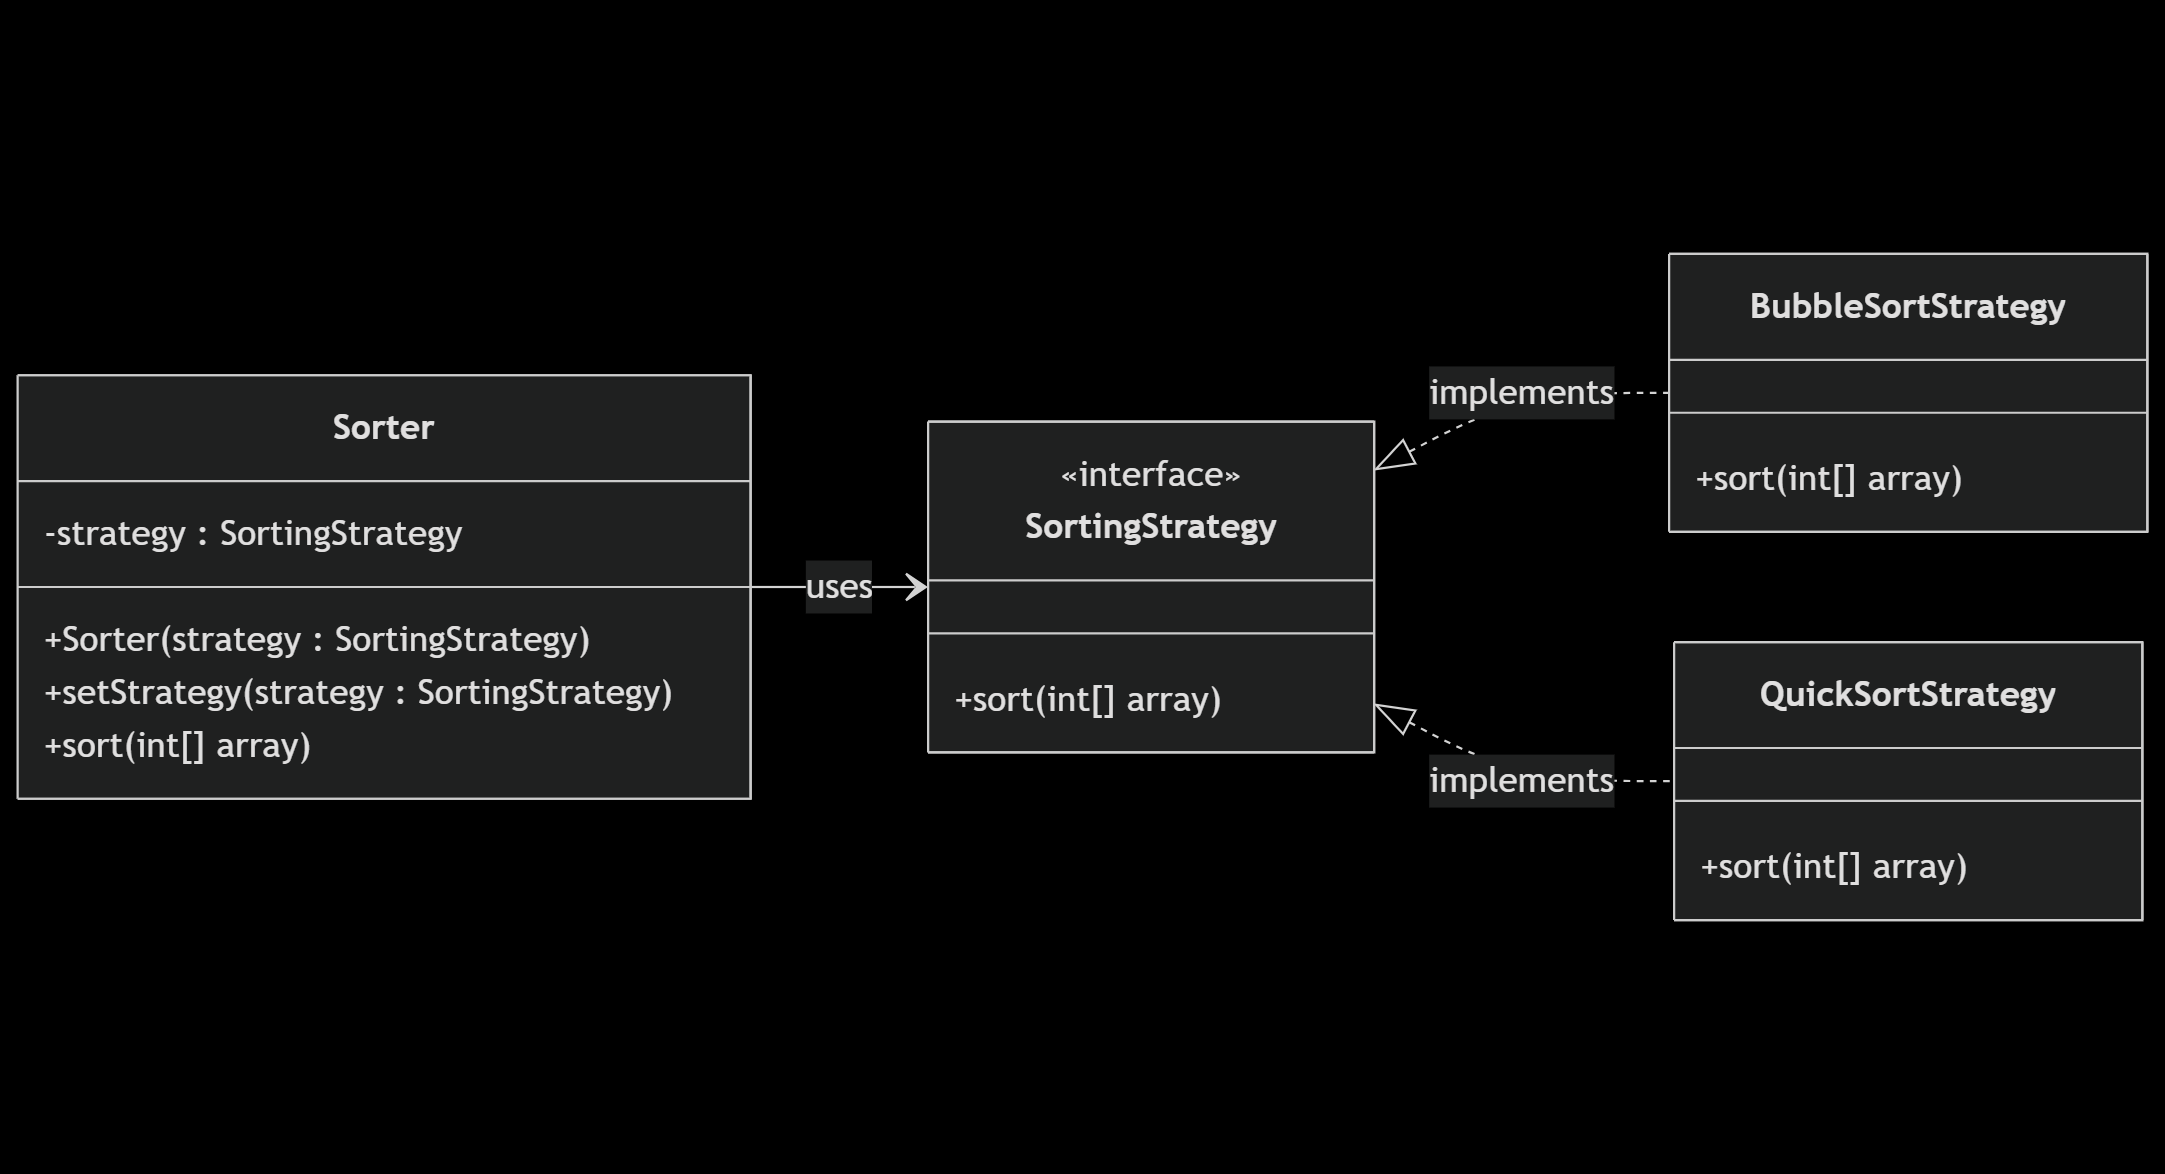 Sorter
-strategy : SortingStrategy
+Sorter(strategy : SortingStrategy)
+setStrategy(strategy : SortingStrategy)
+sort(int[] array)
uses
«interface»
SortingStrategy
+sort(int[] array)
implements
BubbleSortStrategy
+sort(int[] array)
implements
QuickSortStrategy
+sort(int[] array)